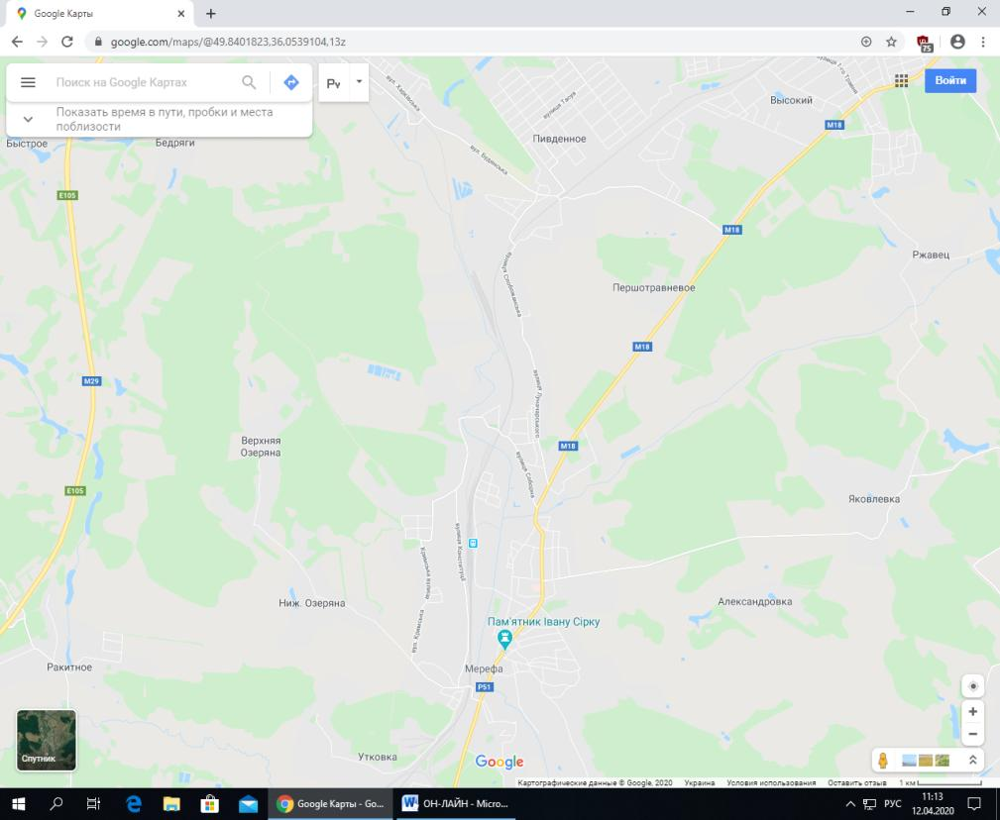 Google Карты
google.com/maps/@49.8401823,36.0539104,13z
75
Поиск на Google Картах
Показать время в пути, пробки и места
поблизости
Войти
вул. Харківська
вулиця Тагуа
Высокий
M18
Пивденное
вул. Будянська
Быстрое
Бедряги
E105
M18
Ржавец
вулиця Слобожанська
Першотравневое
M18
M29
вулиця Луначарського
Верхняя
Озеряна
M18
вулиця Соборна
E105
Яковлевка
вулиця Конституції
Кримська вулиця
Ниж. Озеряна
Александровка
Пам'ятник Івану Сірку
вул. Кримська
Ракитное
Мерефа
P51
Спутник
Утковка
Google
Картографические данные © Google, 2020
Украина
Условия использования
Оставить отзыв
1 км
Google Карты - Go...
ОН-ЛАЙН - Micro...
РУС
11:13
12.04.2020